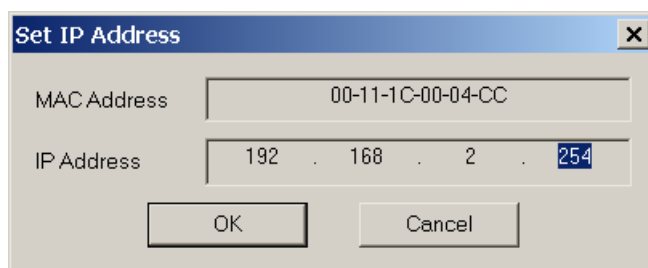 Set IP Address
MAC Address 00-11-1C-00-04-CC
IP Address 192 . 168 . 2 . 254
OK Cancel